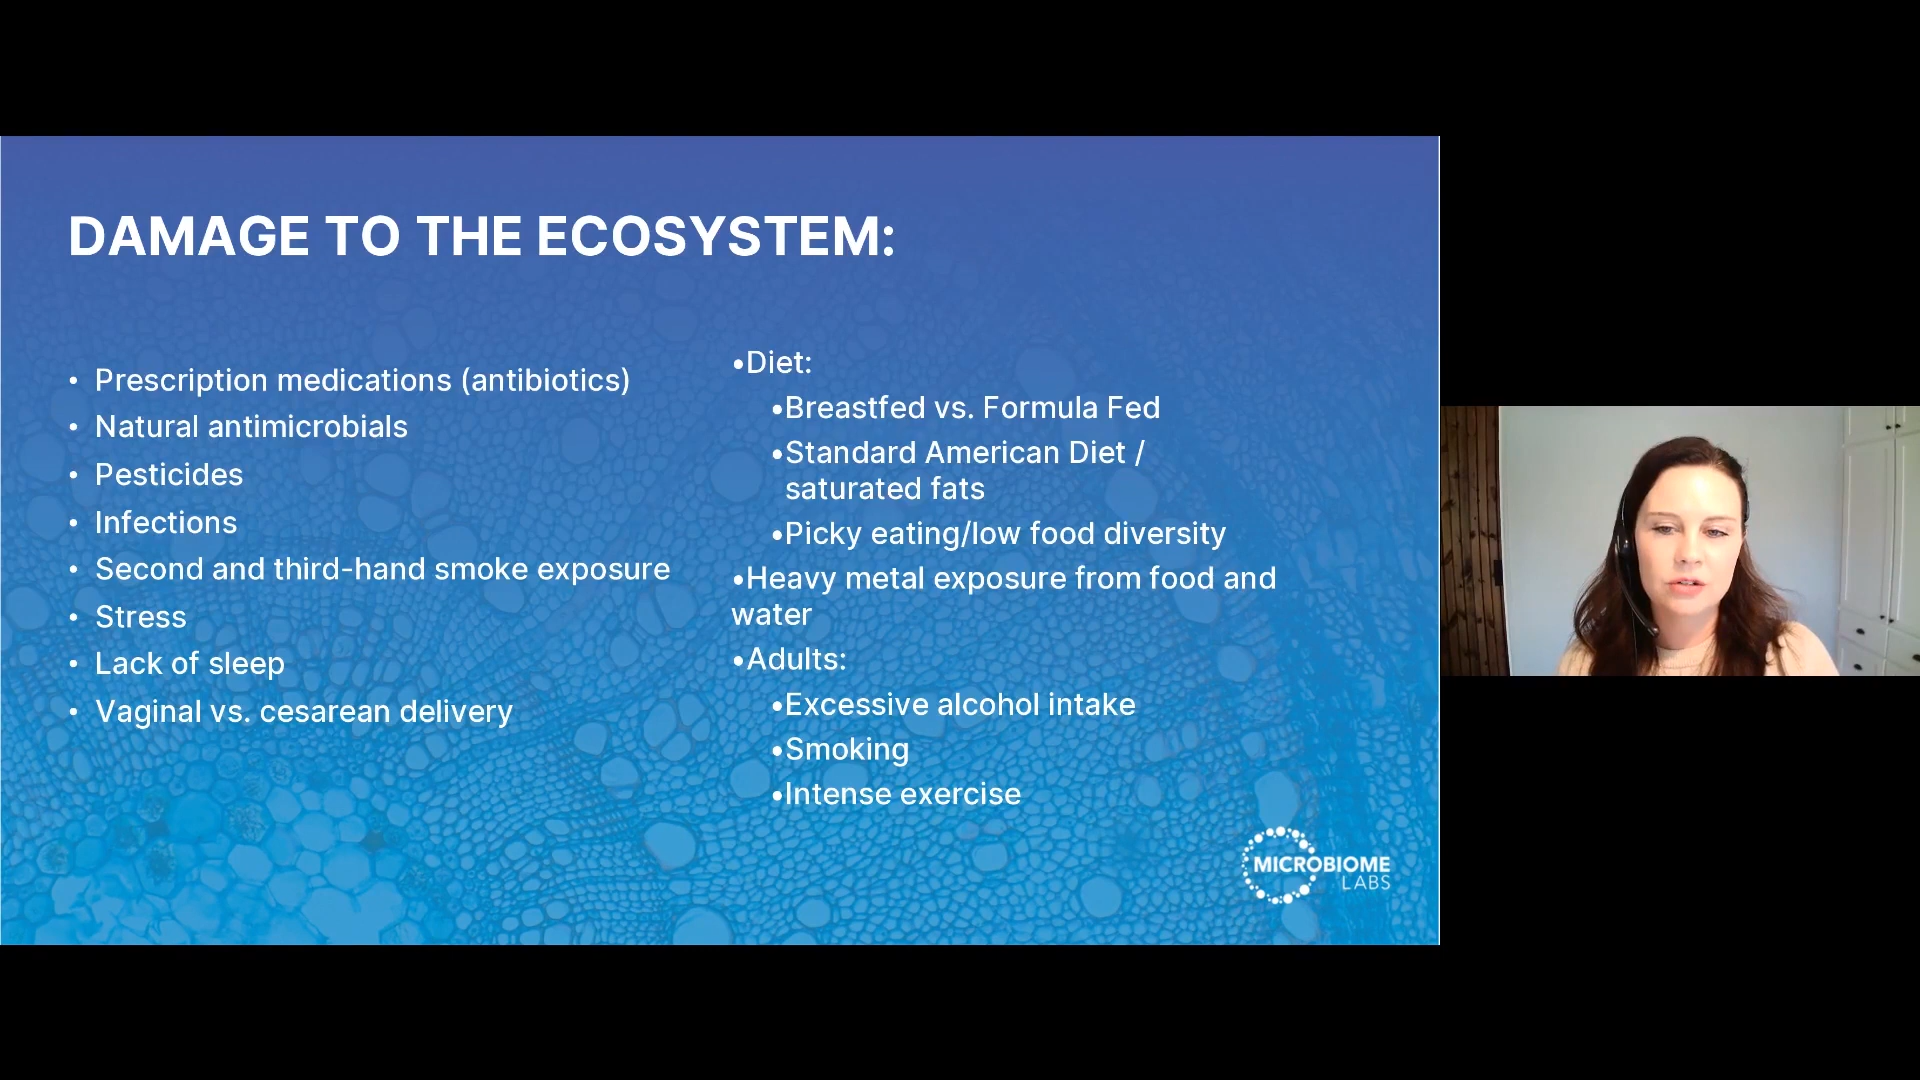 DAMAGE TO THE ECOSYSTEM:
• Prescription medications (antibiotics)
• Natural antimicrobials
• Pesticides
• Infections
• Second and third-hand smoke exposure
• Stress
• Lack of sleep
• Vaginal vs. cesarean delivery
•Diet:
•Breastfed vs. Formula Fed
•Standard American Diet /
saturated fats
•Picky eating/low food diversity
•Heavy metal exposure from food and
water
•Adults:
•Excessive alcohol intake
•Smoking
•Intense exercise
MICROBIOME
LABS